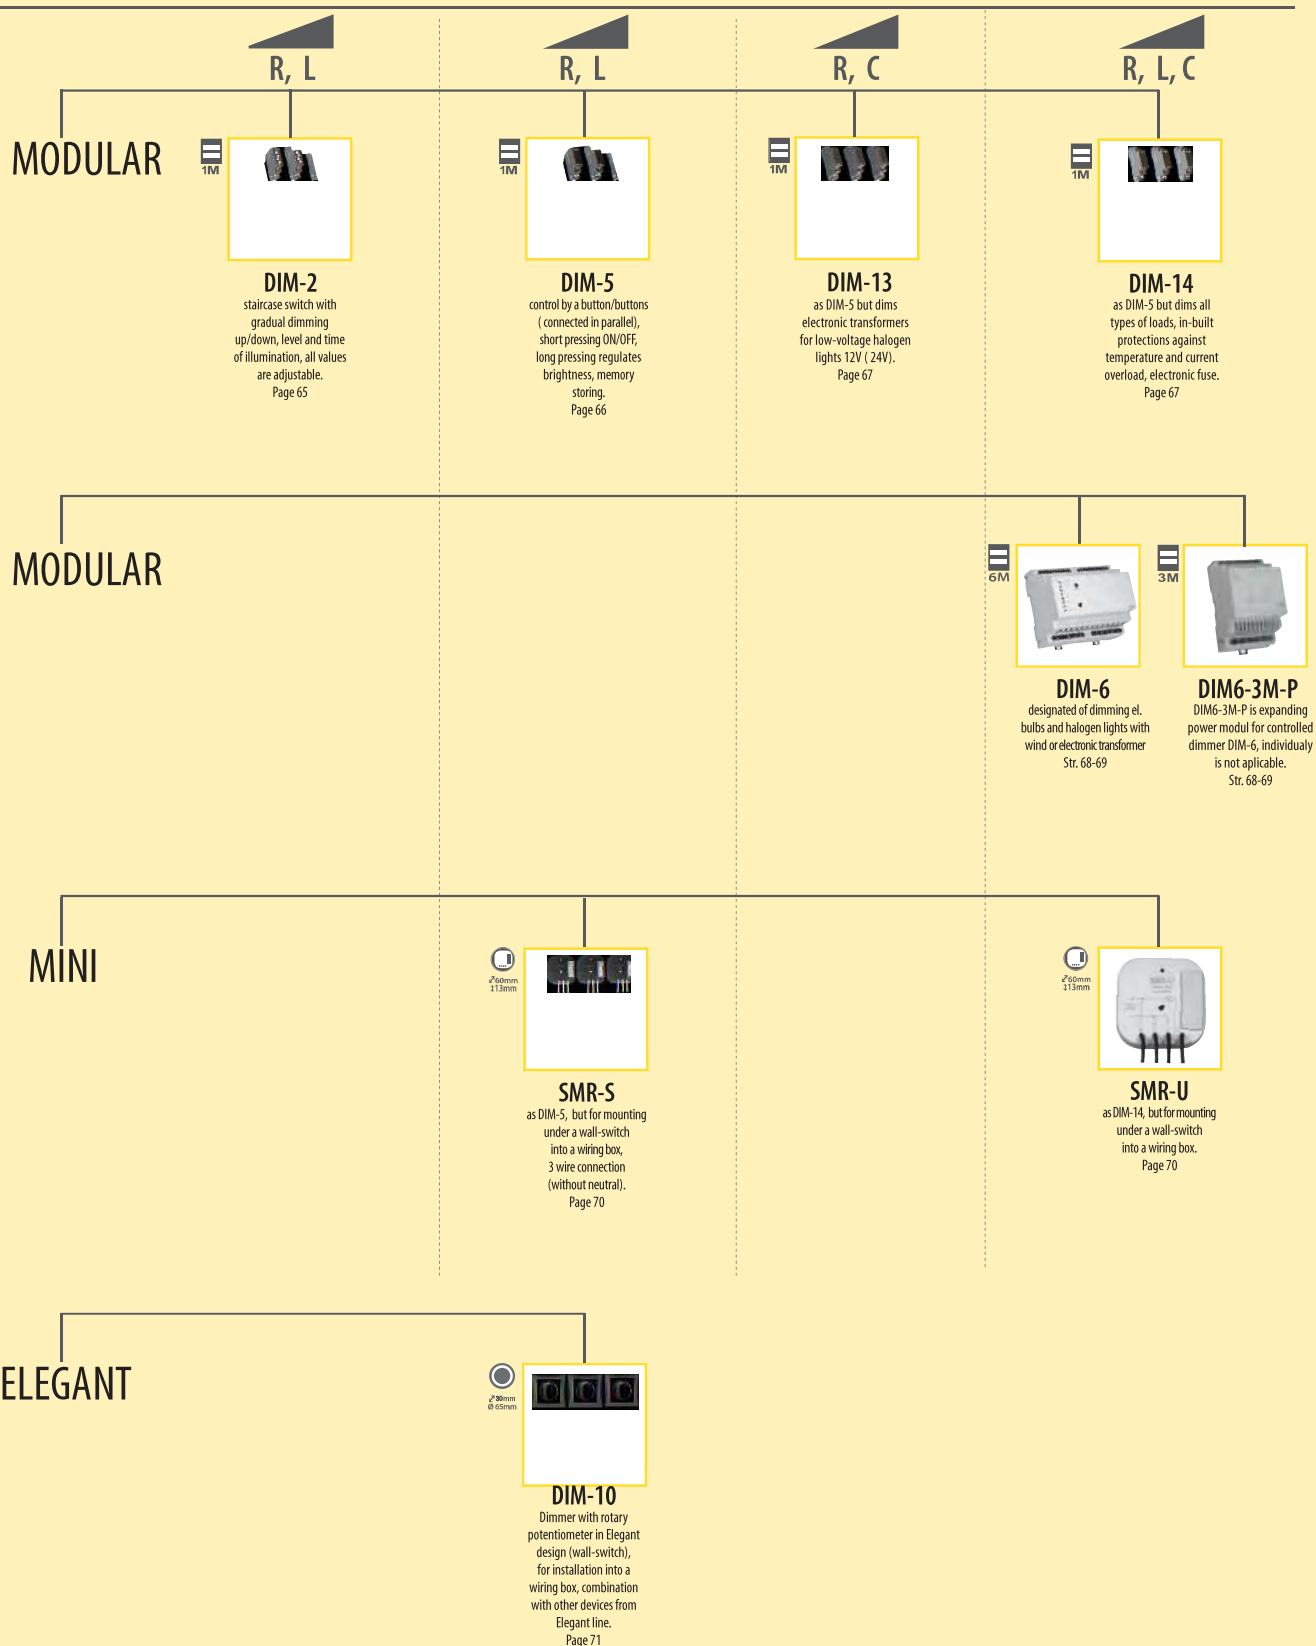 R, L
R, L
R, C
R, L, C
MODULAR
1M
1M
1M
1M
DIM-2
staircase switch with
gradual dimming
up/down, level and time
of illumination, all values
are adjustable.
Page 65
DIM-5
control by a button/buttons
( connected in parallel),
short pressing ON/OFF,
long pressing regulates
brightness, memory
storing.
Page 66
DIM-13
as DIM-5 but dims
electronic transformers
for low-voltage halogen
lights 12V ( 24V).
Page 67
DIM-14
as DIM-5 but dims all
types of loads, in-built
protections against
temperature and current
overload, electronic fuse.
Page 67
MODULAR
6M
3M
DIM-6
designated of dimming el.
bulbs and halogen lights with
wind or electronic transformer
Str. 68-69
DIM6-3M-P
DIM6-3M-P is expanding
power modul for controlled
dimmer DIM-6, individualy
is not aplicable.
Str. 68-69
MINI
60mm
13mm
60mm
13mm
SMR-S
as DIM-5, but for mounting
under a wall-switch
into a wiring box,
3 wire connection
(without neutral).
Page 70
SMR-U
as DIM-14, but for mounting
under a wall-switch
into a wiring box.
Page 70
ELEGANT
80mm
Ø 65mm
DIM-10
Dimmer with rotary
potentiometer in Elegant
design (wall-switch),
for installation into a
wiring box, combination
with other devices from
Elegant line.
Page 71